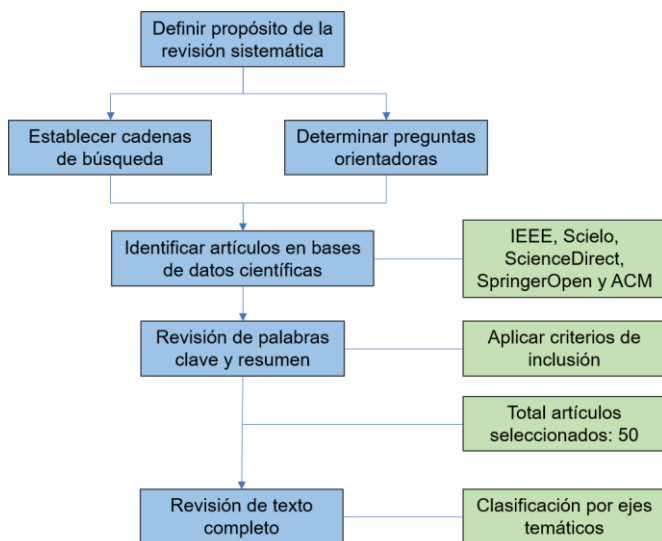 Definir propósito de la
revisión sistemática
Establecer cadenas
de búsqueda
Determinar preguntas
orientadoras
Identificar artículos en bases
de datos científicas
IEEE, Scielo,
ScienceDirect,
SpringerOpen y ACM
Revisión de palabras
clave y resumen
Aplicar criterios de
inclusión
Total artículos
seleccionados: 50
Revisión de texto
completo
Clasificación por ejes
temáticos